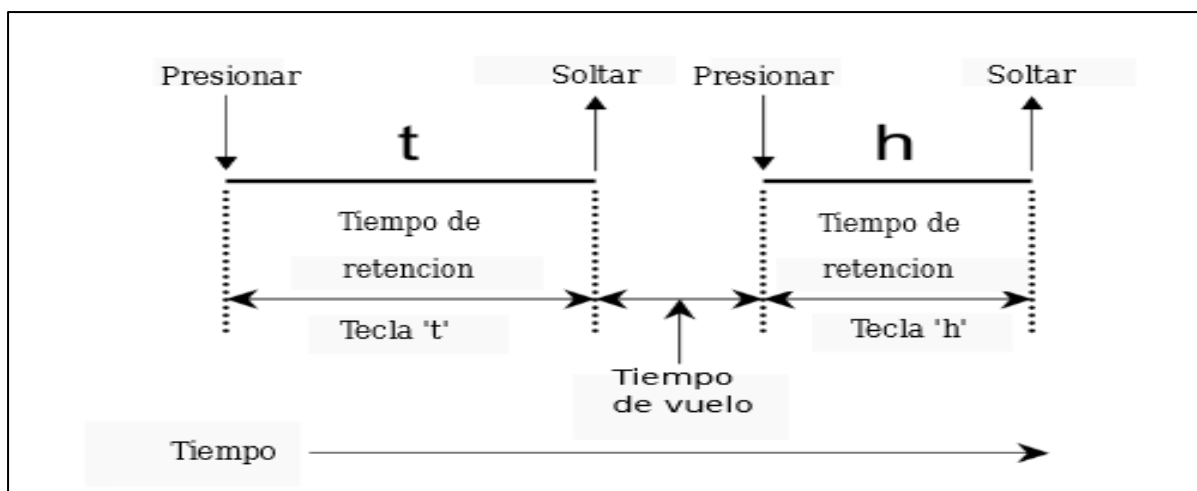 Presionar Soltar Presionar Soltar
t h
Tiempo de Tiempo de
retencion retencion
Tecla 't' Tecla 'h'
Tiempo
de vuelo
Tiempo